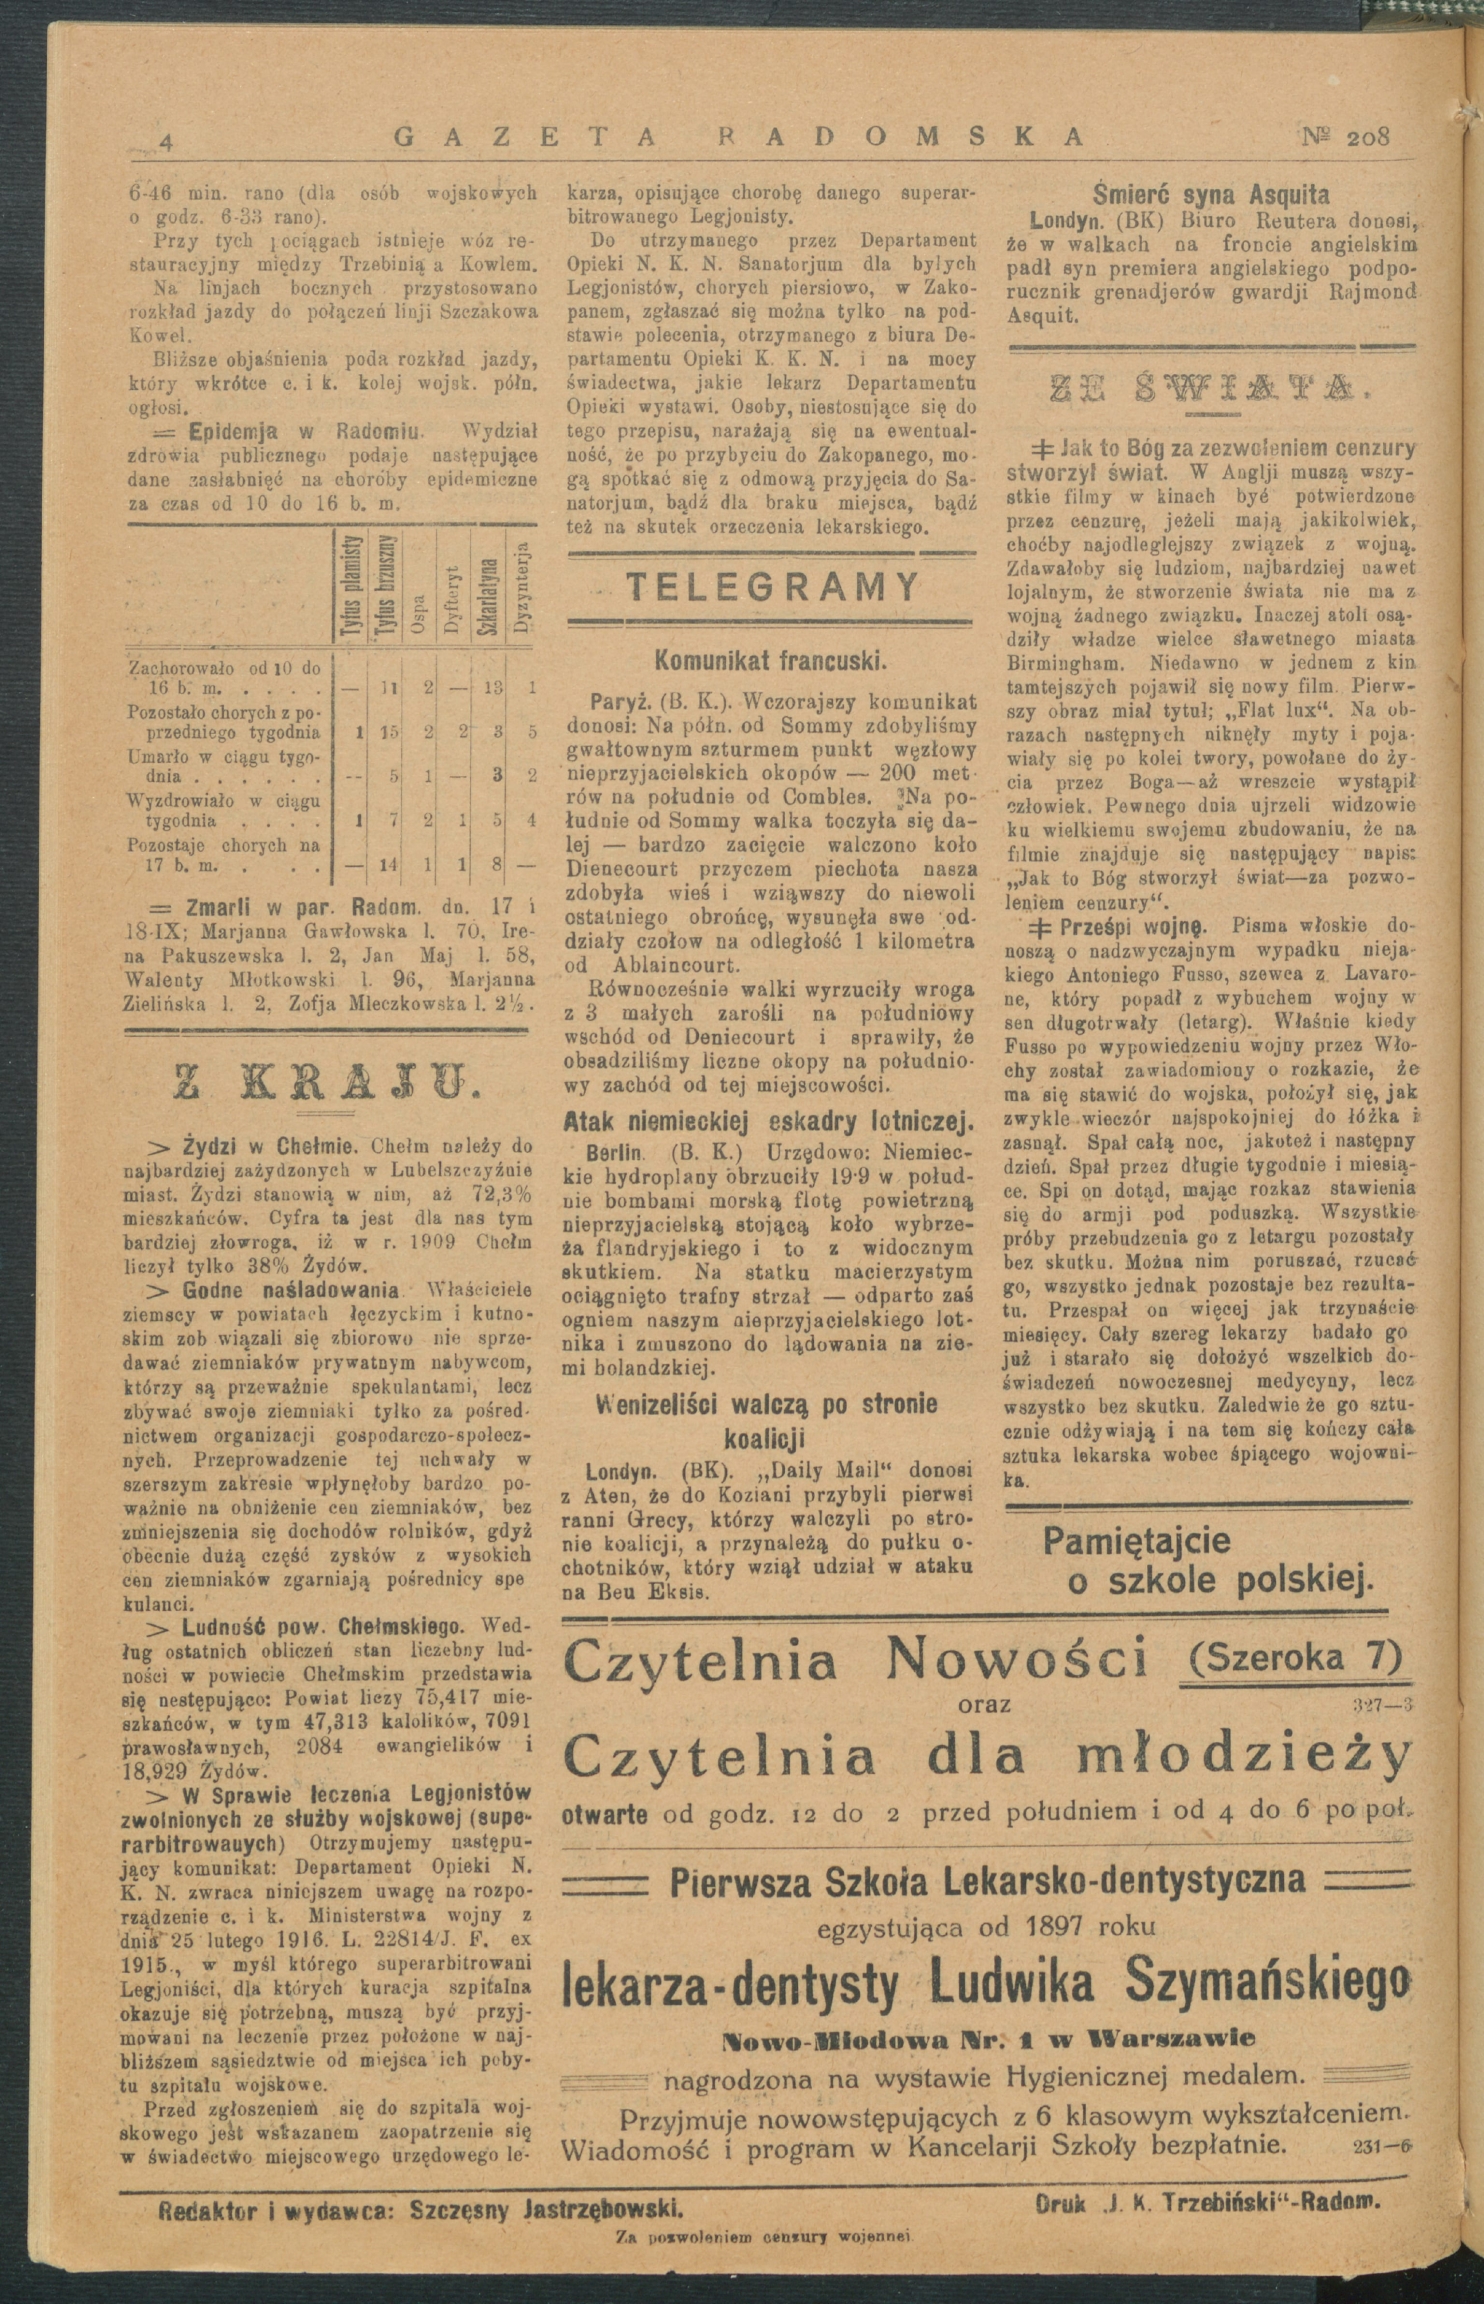 4
GAZETA RADOMSKA
№ 208
6-46 min. rano (dla osób wojskowych
o godz. 6-33 rano).
Przy tych pociągach istnieje wóz re-
stauracyjny między Trzebinią a Kowlem.
Na linjach bocznych przystosowano
rozkład jazdy do połączeń linji Szczakowa
Kowel.
Bliższe objaśnienia poda rozkład jazdy,
który wkrótce c. i k. kolej wojsk. półn.
ogłosi.
= Epidemja w Radomiu. Wydział
zdrowia publicznego podaje następujące
dane zasłabnięć na choroby epidemiczne
za czas od 10 do 16 b. m.
Tyfus plamisty
Tyfus brzuszny
Ospa
Dyfteryt
Szkarlatyna
Dyzynterja
Zachorowało od 10 do
16 b. m. . . . . — 11 2 — 13 1
Pozostało chorych z po-
przedniego tygodnia 1 15 2 2 3 5
Umarło w ciągu tygo-
dnia . . . . . . -- 5 1 — 3 2
Wyzdrowiało w ciągu
tygodnia . . . . 1 7 2 1 5 4
Pozostaje chorych na
17 b. m. . . . — 14 1 1 8 —
= Zmarli w par. Radom. dn. 17 i
18-IX; Marjanna Gawłowska l. 70, Ire-
na Pakuszewska l. 2, Jan Maj l. 58,
Walenty Młotkowski l. 96, Marjanna
Zielińska l. 2, Zofja Mleczkowska l. 2½.
Z KRAJU.
> Żydzi w Chełmie. Chełm należy do
najbardziej zażydzonych w Lubelszczyźnie
miast. Żydzi stanowią w nim, aż 72,3%
mieszkańców. Cyfra ta jest dla nas tym
bardziej złowroga, iż w r. 1909 Chełm
liczył tylko 38% Żydów.
> Godne naśladowania. Właściciele
ziemscy w powiatach łęczyckim i kutno-
skim zob wiązali się zbiorowo nie sprze-
dawać ziemniaków prywatnym nabywcom,
którzy są przeważnie spekulantami, lecz
zbywać swoje ziemniaki tylko za pośred-
nictwem organizacji gospodarczo-społecz-
nych. Przeprowadzenie tej uchwały w
szerszym zakresie wpłynęłoby bardzo po-
ważnie na obniżenie cen ziemniaków, bez
zmniejszenia się dochodów rolników, gdyż
obecnie dużą część zysków z wysokich
cen ziemniaków zgarniają pośrednicy spe
kulanci.
> Ludność pow. Chełmskiego. Wed-
ług ostatnich obliczeń stan liczebny lud-
ności w powiecie Chełmskim przedstawia
się nestępująco: Powiat liczy 75,417 mie-
szkańców, w tym 47,313 kalolików, 7091
prawosławnych, 2084 ewangielików i
18,929 Żydów.
> W Sprawie leczenia Legjonistów
zwolnionych ze służby wojskowej (supe-
rarbitrowauych) Otrzymujemy następu-
jący komunikat: Departament Opieki N.
K. N. zwraca niniejszem uwagę na rozpo-
rządzenie c. i k. Ministerstwa wojny z
dnia 25 lutego 1916. L. 22814/J. F. ex
1915., w myśl którego superarbitrowani
Legjoniści, dla których kuracja szpitalna
okazuje się potrzebną, muszą być przyj-
mowani na leczenie przez położone w naj-
bliższem sąsiedztwie od miejsca ich poby-
tu szpitalu wojskowe.
Przed zgłoszeniem się do szpitala woj-
skowego jest wskazanem zaopatrzenie się
w świadectwo miejscowego urzędowego le-
karza, opisujące chorobę danego superar-
bitrowanego Legjonisty.
Do utrzymanego przez Departament
Opieki N. K. N. Sanatorjum dla byłych
Legjonistów, chorych piersiowo, w Zako-
panem, zgłaszać się można tylko na pod-
stawie polecenia, otrzymanego z biura De-
partamentu Opieki K. K. N. i na mocy
świadectwa, jakie lekarz Departamentu
Opieki wystawi. Osoby, niestosujące się do
tego przepisu, narażają się na ewentual-
ność, że po przybyciu do Zakopanego, mo-
gą spotkać się z odmową przyjęcia do Sa-
natorjum, bądź dla braku miejsca, bądź
też na skutek orzeczenia lekarskiego.
TELEGRAMY
Komunikat francuski.
Paryż. (B. K.). Wczorajszy komunikat
donosi: Na półn. od Sommy zdobyliśmy
gwałtownym szturmem punkt węzłowy
nieprzyjacielskich okopów — 200 met-
rów na południe od Combles. Na po-
łudnie od Sommy walka toczyła się da-
lej — bardzo zacięcie walczono koło
Dienecourt przyczem piechota nasza
zdobyła wieś i wziąwszy do niewoli
ostatniego obrońcę, wysunęła swe od-
działy czołow na odległość 1 kilometra
od Ablaincourt.
Równocześnie walki wyrzuciły wroga
z 3 małych zarośli na południowy
wschód od Deniecourt i sprawiły, że
obsadziliśmy liczne okopy na południo-
wy zachód od tej miejscowości.
Atak niemieckiej eskadry lotniczej.
Berlin. (B. K.) Urzędowo: Niemiec-
kie hydroplany obrzuciły 19·9 w połud-
nie bombami morską flotę powietrzną
nieprzyjacielską stojącą koło wybrze-
ża flandryjskiego i to z widocznym
skutkiem. Na statku macierzystym
ociągnięto trafny strzał — odparto zaś
ogniem naszym nieprzyjacielskiego lot-
nika i zmuszono do lądowania na zie-
mi bolandzkiej.
Wenizeliści walczą po stronie
koalicji
Londyn. (BK). „Daily Mail“ donosi
z Aten, że do Koziani przybyli pierwsi
ranni Grecy, którzy walczyli po stro-
nie koalicji, a przynależą do pułku o-
chotników, który wziął udział w ataku
na Beu Eksis.
Śmierć syna Asquita
Londyn. (BK) Biuro Reutera donosi,
że w walkach na froncie angielskim
padł syn premiera angielskiego podpo-
rucznik grenadjerów gwardji Rajmond
Asquit.
ZE ŚWIATA.
‡ Jak to Bóg za zezwoleniem cenzury
stworzył świat. W Anglji muszą wszy-
stkie filmy w kinach być potwierdzone
przez cenzurę, jeżeli mają jakikolwiek,
choćby najodleglejszy związek z wojną.
Zdawałoby się ludziom, najbardziej nawet
lojalnym, że stworzenie świata nie ma z
wojną żadnego związku. Inaczej atoli osą-
dziły władze wielce sławetnego miasta
Birmingham. Niedawno w jednem z kin
tamtejszych pojawił się nowy film. Pierw-
szy obraz miał tytuł; „Flat lux“. Na ob-
razach następnych niknęły myty i poja-
wiały się po kolei twory, powołane do ży-
cia przez Boga—aż wreszcie wystąpił
człowiek. Pewnego dnia ujrzeli widzowie
ku wielkiemu swojemu zbudowaniu, że na
filmie znajduje się następujący napis:
„Jak to Bóg stworzył świat—za pozwo-
leniem cenzury“.
‡ Prześpi wojnę. Pisma włoskie do-
noszą o nadzwyczajnym wypadku nieja-
kiego Antoniego Fusso, szewca z Lavaro-
ne, który popadł z wybuchem wojny w
sen długotrwały (letarg). Właśnie kiedy
Fusso po wypowiedzeniu wojny przez Wło-
chy został zawiadomiony o rozkazie, że
ma się stawić do wojska, położył się, jak
zwykle wieczór najspokojniej do łóżka i
zasnął. Spał całą noc, jakoteż i następny
dzień. Spał przez długie tygodnie i miesią-
ce. Spi on dotąd, mając rozkaz stawienia
się do armji pod poduszką. Wszystkie
próby przebudzenia go z letargu pozostały
bez skutku. Można nim poruszać, rzucać
go, wszystko jednak pozostaje bez rezulta-
tu. Przespał on więcej jak trzynaście
miesięcy. Cały szereg lekarzy badało go
już i starało się dołożyć wszelkich do-
świadczeń nowoczesnej medycyny, lecz
wszystko bez skutku. Zaledwie że go sztu-
cznie odżywiają i na tem się kończy cała
sztuka lekarska wobec śpiącego wojowni-
ka.
Pamiętajcie
o szkole polskiej.
Czytelnia Nowości (Szeroka 7)
oraz 327—3
Czytelnia dla młodzieży
otwarte od godz. 12 do 2 przed południem i od 4 do 6 po poł.
Pierwsza Szkoła Lekarsko-dentystyczna
egzystująca od 1897 roku
lekarza-dentysty Ludwika Szymańskiego
Nowo-Miodowa Nr. 1 w Warszawie
nagrodzona na wystawie Hygienicznej medalem.
Przyjmuje nowowstępujących z 6 klasowym wykształceniem.
Wiadomość i program w Kancelarji Szkoły bezpłatnie. 231—6
Redaktor i wydawca: Szczęsny Jastrzębowski.
Druk „J. K. Trzebiński“-Radom.
Za pozwoleniem cenzury wojennej